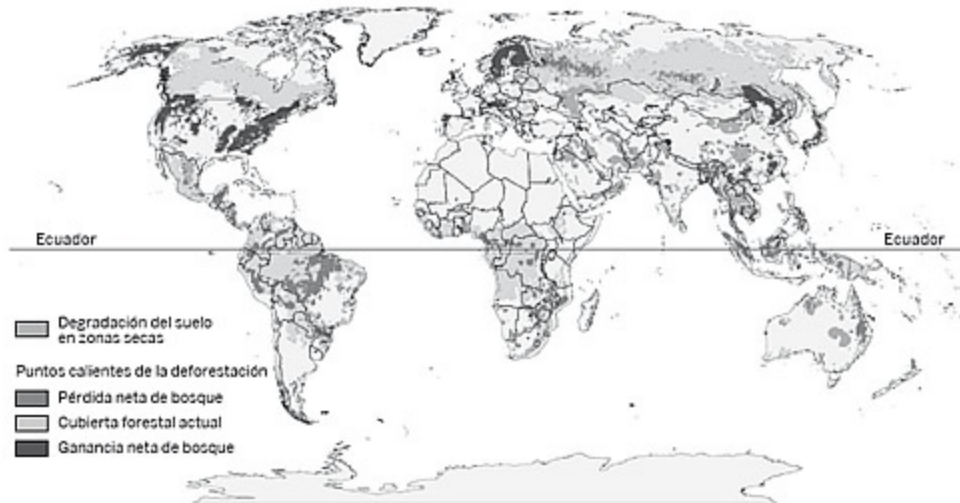 Ecuador
Ecuador
Degradación del suelo
en zonas secas
Puntos calientes de la deforestación
Pérdida neta de bosque
Cubierta forestal actual
Ganancia neta de bosque